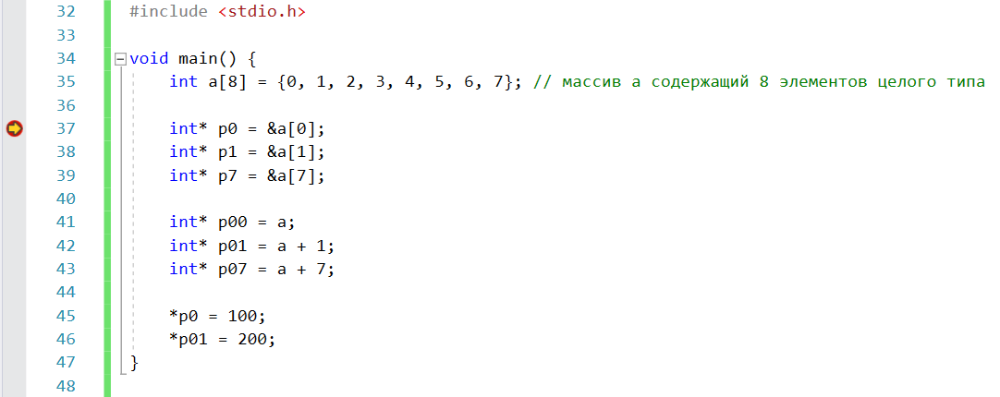 32 #include <stdio.h>
33
34 void main() {
35 int a[8] = {0, 1, 2, 3, 4, 5, 6, 7}; // массив a содержащий 8 элементов целого типа
36
37 int* p0 = &a[0];
38 int* p1 = &a[1];
39 int* p7 = &a[7];
40
41 int* p00 = a;
42 int* p01 = a + 1;
43 int* p07 = a + 7;
44
45 *p0 = 100;
46 *p01 = 200;
47 }
48